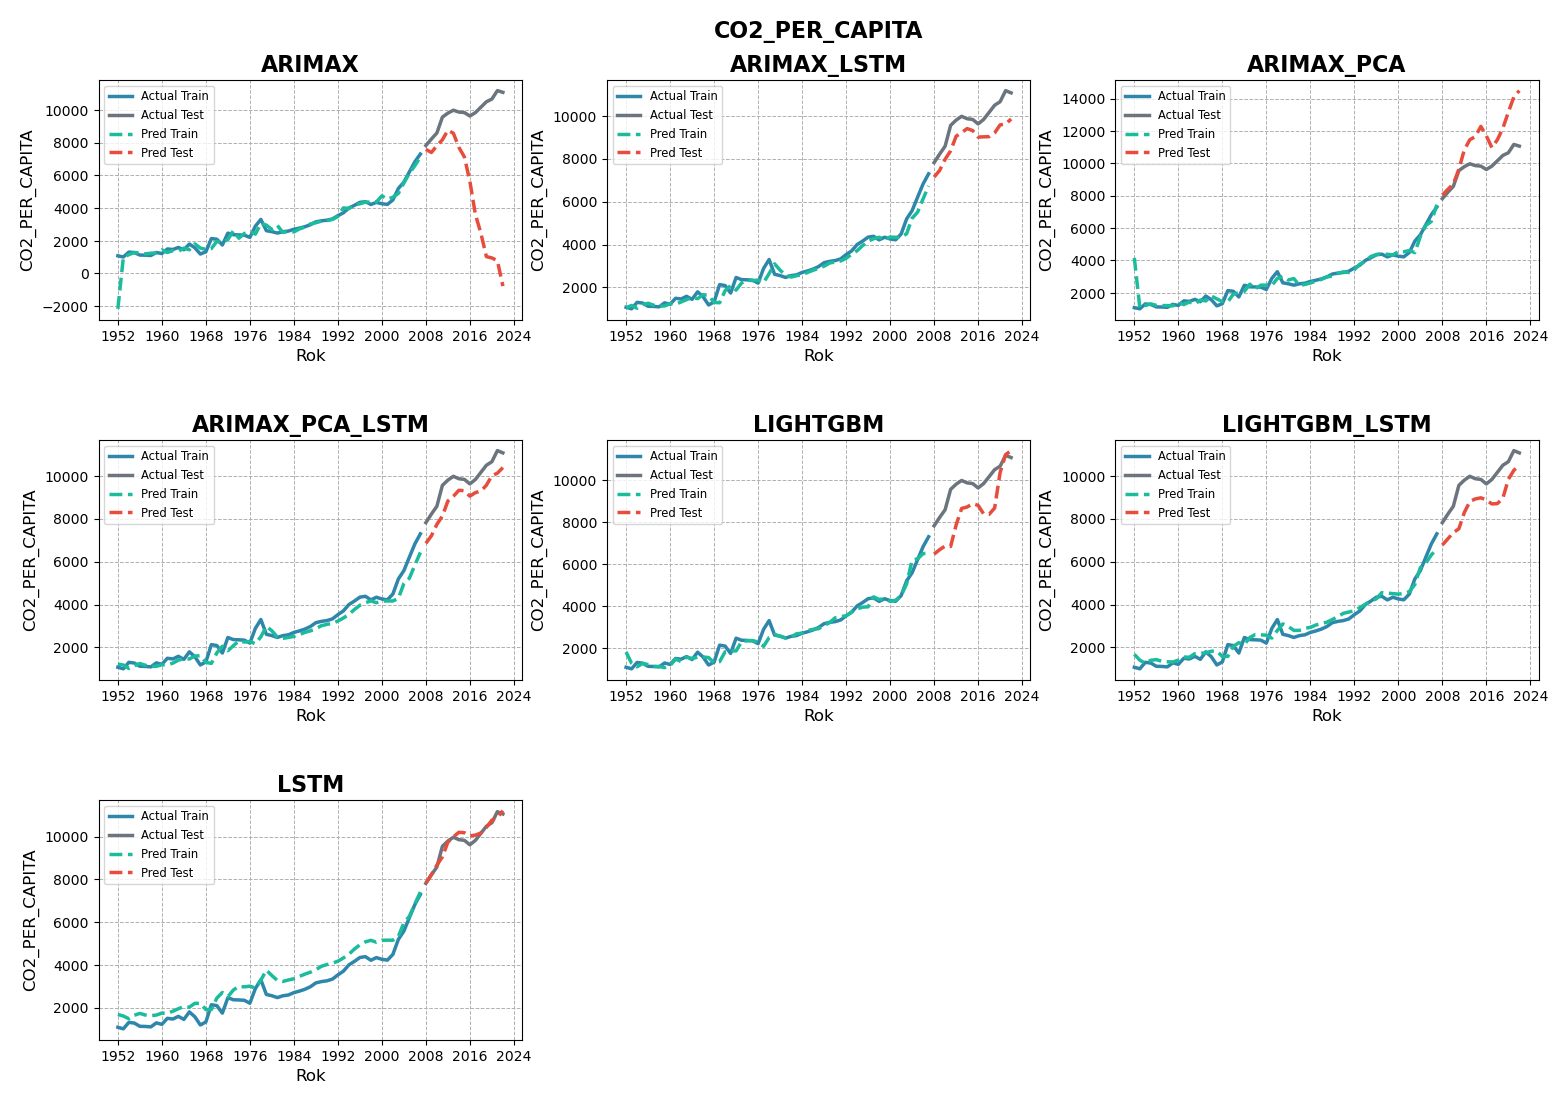 CO2_PER_CAPITA
ARIMAX
Actual Train
Actual Test
Pred Train
Pred Test
CO2_PER_CAPITA
10000
8000
6000
4000
2000
0
−2000
1952 1960 1968 1976 1984 1992 2000 2008 2016 2024
Rok
ARIMAX_LSTM
Actual Train
Actual Test
Pred Train
Pred Test
CO2_PER_CAPITA
10000
8000
6000
4000
2000
1952 1960 1968 1976 1984 1992 2000 2008 2016 2024
Rok
ARIMAX_PCA
Actual Train
Actual Test
Pred Train
Pred Test
CO2_PER_CAPITA
14000
12000
10000
8000
6000
4000
2000
1952 1960 1968 1976 1984 1992 2000 2008 2016 2024
Rok
ARIMAX_PCA_LSTM
Actual Train
Actual Test
Pred Train
Pred Test
CO2_PER_CAPITA
10000
8000
6000
4000
2000
1952 1960 1968 1976 1984 1992 2000 2008 2016 2024
Rok
LIGHTGBM
Actual Train
Actual Test
Pred Train
Pred Test
CO2_PER_CAPITA
10000
8000
6000
4000
2000
1952 1960 1968 1976 1984 1992 2000 2008 2016 2024
Rok
LIGHTGBM_LSTM
Actual Train
Actual Test
Pred Train
Pred Test
CO2_PER_CAPITA
10000
8000
6000
4000
2000
1952 1960 1968 1976 1984 1992 2000 2008 2016 2024
Rok
LSTM
Actual Train
Actual Test
Pred Train
Pred Test
CO2_PER_CAPITA
10000
8000
6000
4000
2000
1952 1960 1968 1976 1984 1992 2000 2008 2016 2024
Rok